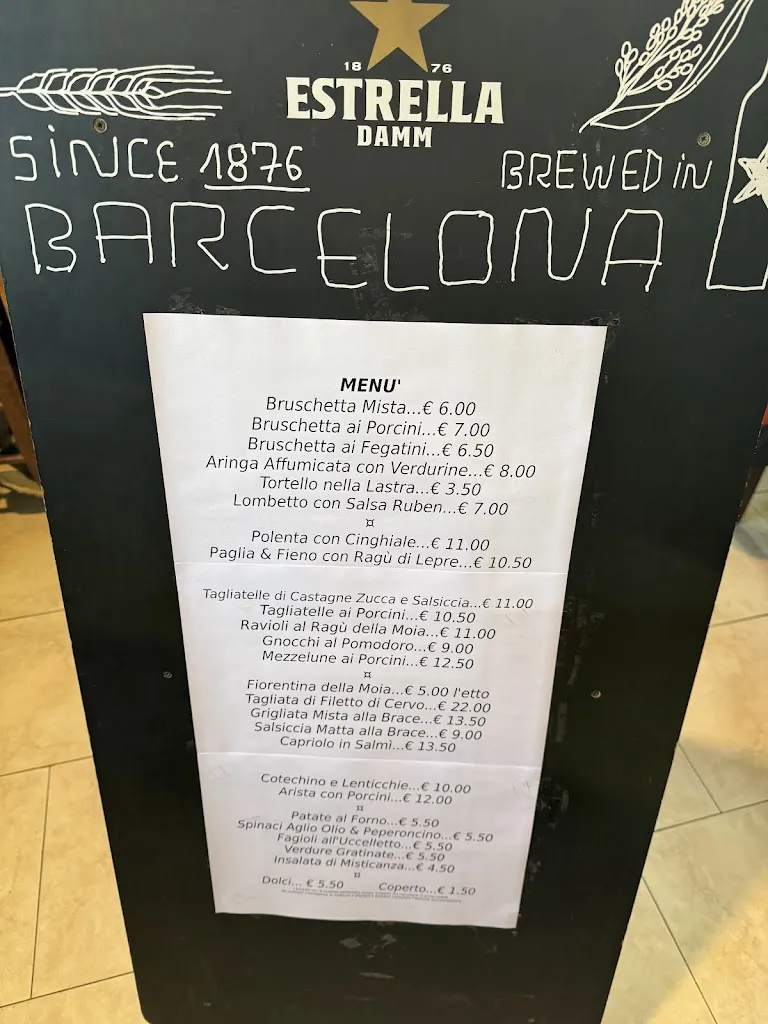 18 76
ESTRELLA
DAMM
SINCE 1876
BREWED IN
BARCELONA
MENU'
Bruschetta Mista...€ 6.00
Bruschetta ai Porcini...€ 7.00
Bruschetta ai Fegatini...€ 6.50
Aringa Affumicata con Verdurine...€ 8.00
Tortello nella Lastra...€ 3.50
Lombetto con Salsa Ruben...€ 7.00
¤
Polenta con Cinghiale...€ 11.00
Paglia & Fieno con Ragù di Lepre...€ 10.50
Tagliatelle di Castagne Zucca e Salsiccia...€ 11.00
Tagliatelle ai Porcini...€ 10.50
Ravioli al Ragù della Moia...€ 11.00
Gnocchi al Pomodoro...€ 9.00
Mezzelune ai Porcini...€ 12.50
¤
Fiorentina della Moia...€ 5.00 l'etto
Tagliata di Filetto di Cervo...€ 22.00
Grigliata Mista alla Brace...€ 13.50
Salsiccia Matta alla Brace...€ 9.00
Capriolo in Salmì...€ 13.50
Cotechino e Lenticchie...€ 10.00
Arista con Porcini...€ 12.00
¤
Patate al Forno...€ 5.50
Spinaci Aglio Olio & Peperoncino...€ 5.50
Fagioli all'Uccelletto...€ 5.50
Verdure Gratinate...€ 5.50
Insalata di Misticanza...€ 4.50
¤
Dolci... € 5.50 Coperto...€ 1.50